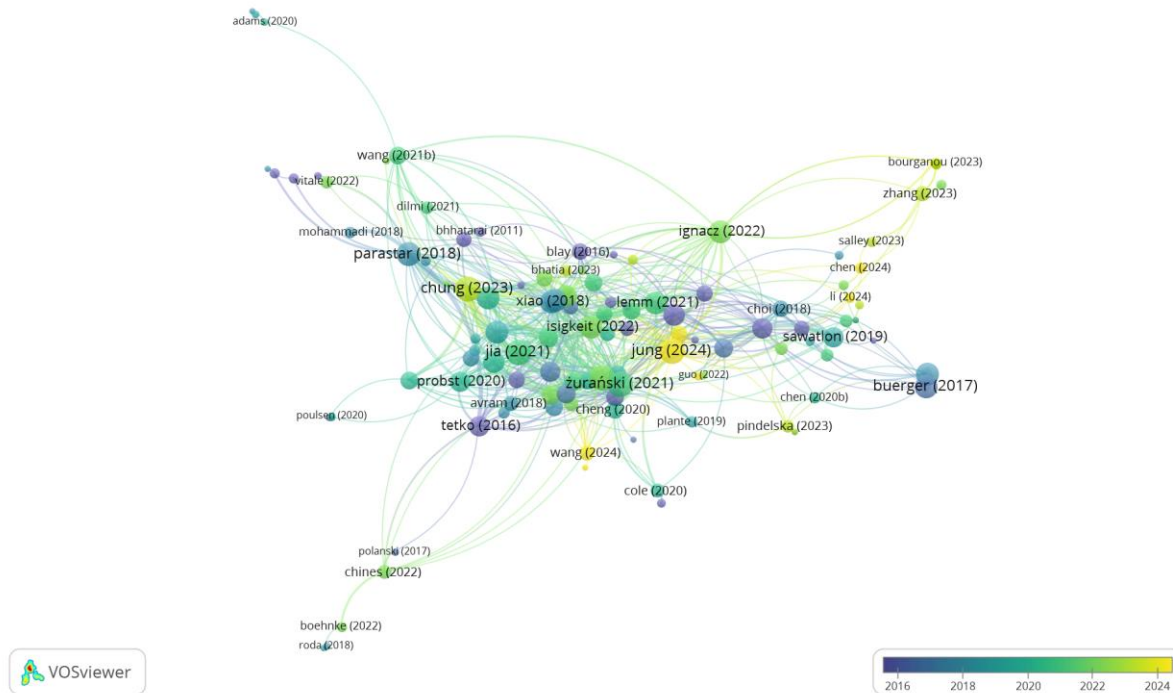 adams (2020)
wang (2021b)
bourganou (2023)
vitale (2022)
zhang (2023)
dilmi (2021)
mohammadi (2018)
bhhatarai (2011)
ignacz (2022)
salley (2023)
parastar (2018)
blay (2016)
chen (2024)
bhatia (2023)
chung (2023)
li (2024)
xiao (2018)
lemm (2021)
choi (2018)
isigkeit (2022)
sawatlon (2019)
jia (2021)
jung (2024)
guo (2022)
probst (2020)
żurański (2021)
buerger (2017)
chen (2020b)
avram (2018)
cheng (2020)
poulsen (2020)
tetko (2016)
plante (2019)
pindelska (2023)
wang (2024)
cole (2020)
polanski (2017)
chines (2022)
boehnke (2022)
roda (2018)
VOSviewer
2016 2018 2020 2022 2024